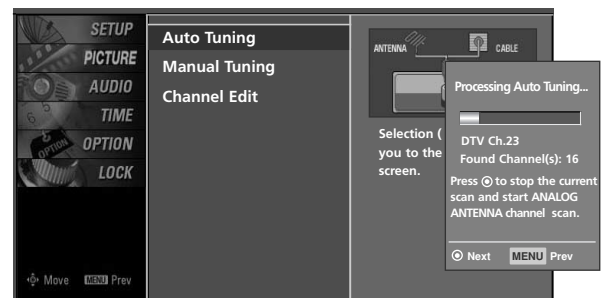 SETUP
PICTURE
AUDIO
TIME
OPTION
LOCK
Move MENU Prev
Auto Tuning
Manual Tuning
Channel Edit
ANTENNA
CABLE
Selection (
you to the
screen.
Processing Auto Tuning...
DTV Ch.23
Found Channel(s): 16
Press ⊙ to stop the current
scan and start ANALOG
ANTENNA channel scan.
⊙ Next MENU Prev